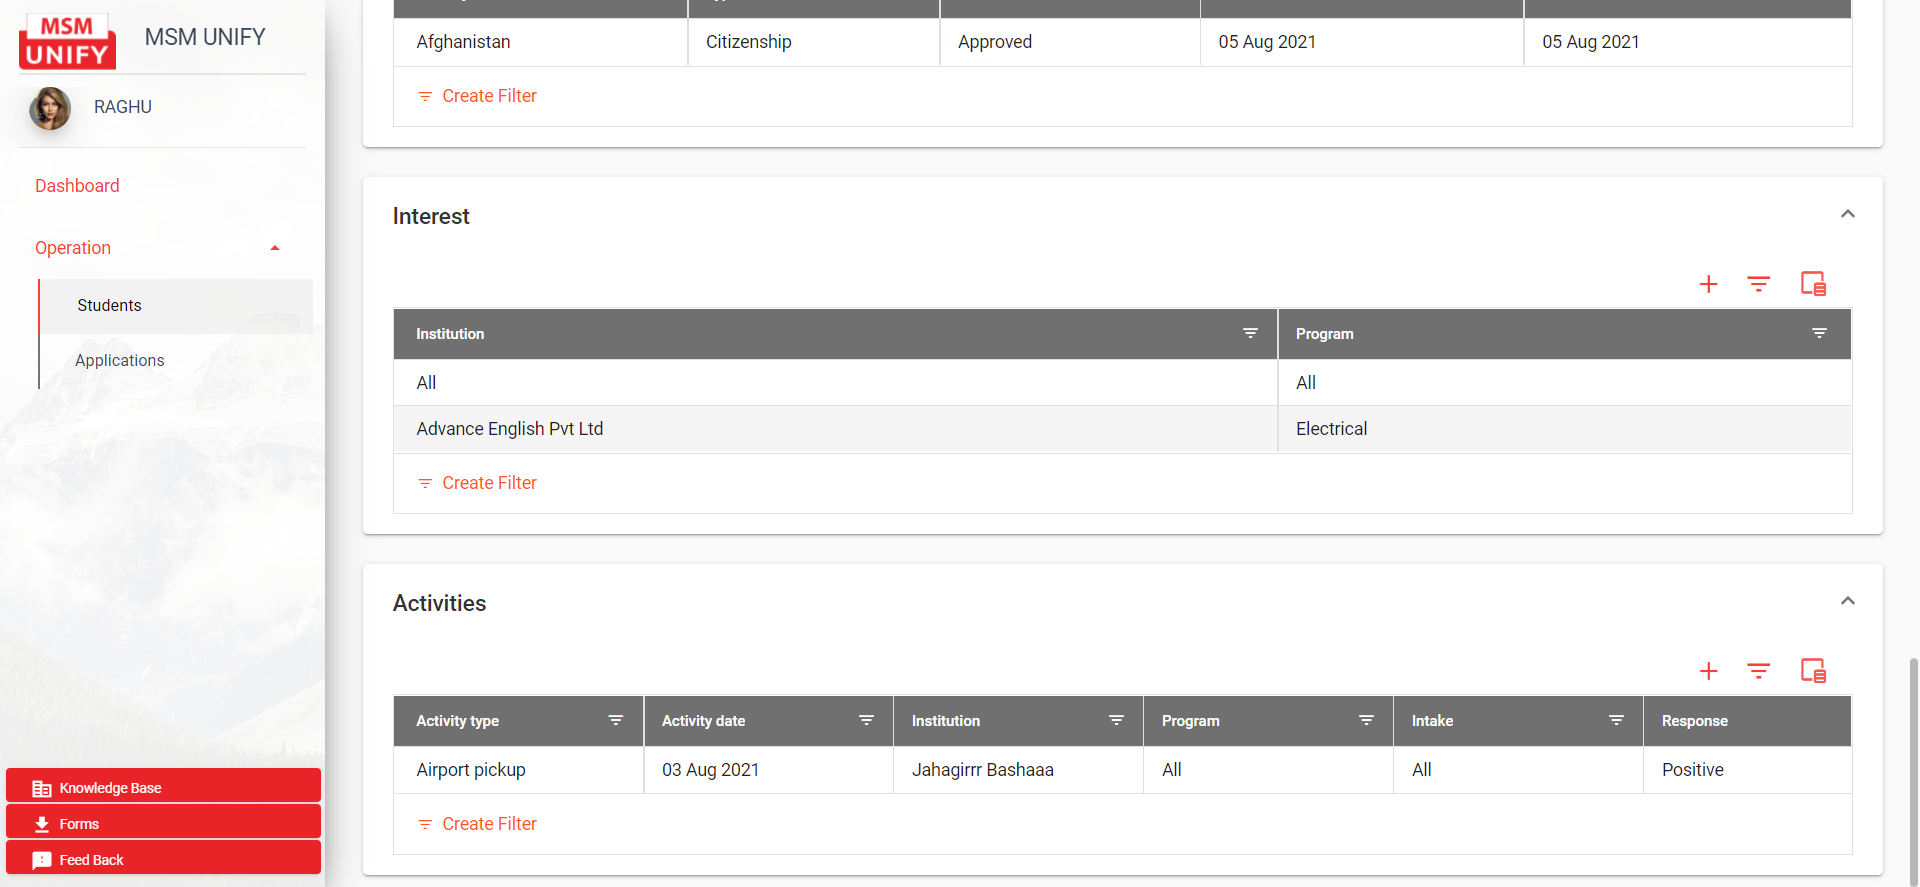 MSM
UNIFY
MSM UNIFY
RAGHU
Dashboard
Operation
Students
Applications
Knowledge Base
Forms
Feed Back
Afghanistan Citizenship Approved 05 Aug 2021 05 Aug 2021
Create Filter
Interest
Institution Program
All All
Advance English Pvt Ltd Electrical
Create Filter
Activities
Activity type Activity date Institution Program Intake Response
Airport pickup 03 Aug 2021 Jahagirrr Bashaaa All All Positive
Create Filter